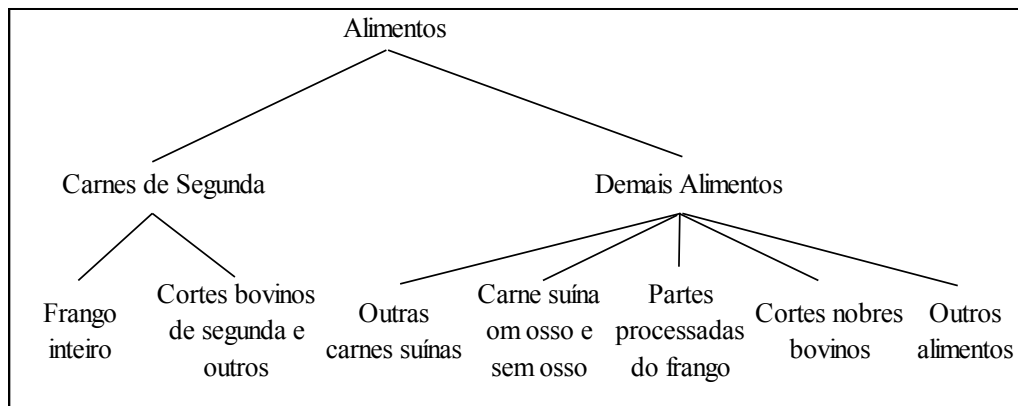 Alimentos
Carnes de Segunda
Demais Alimentos
Frango
inteiro
Cortes bovinos
de segunda e
outros
Outras
carnes suínas
Carne suína
om osso e
sem osso
Partes
processadas
do frango
Cortes nobres
bovinos
Outros
alimentos